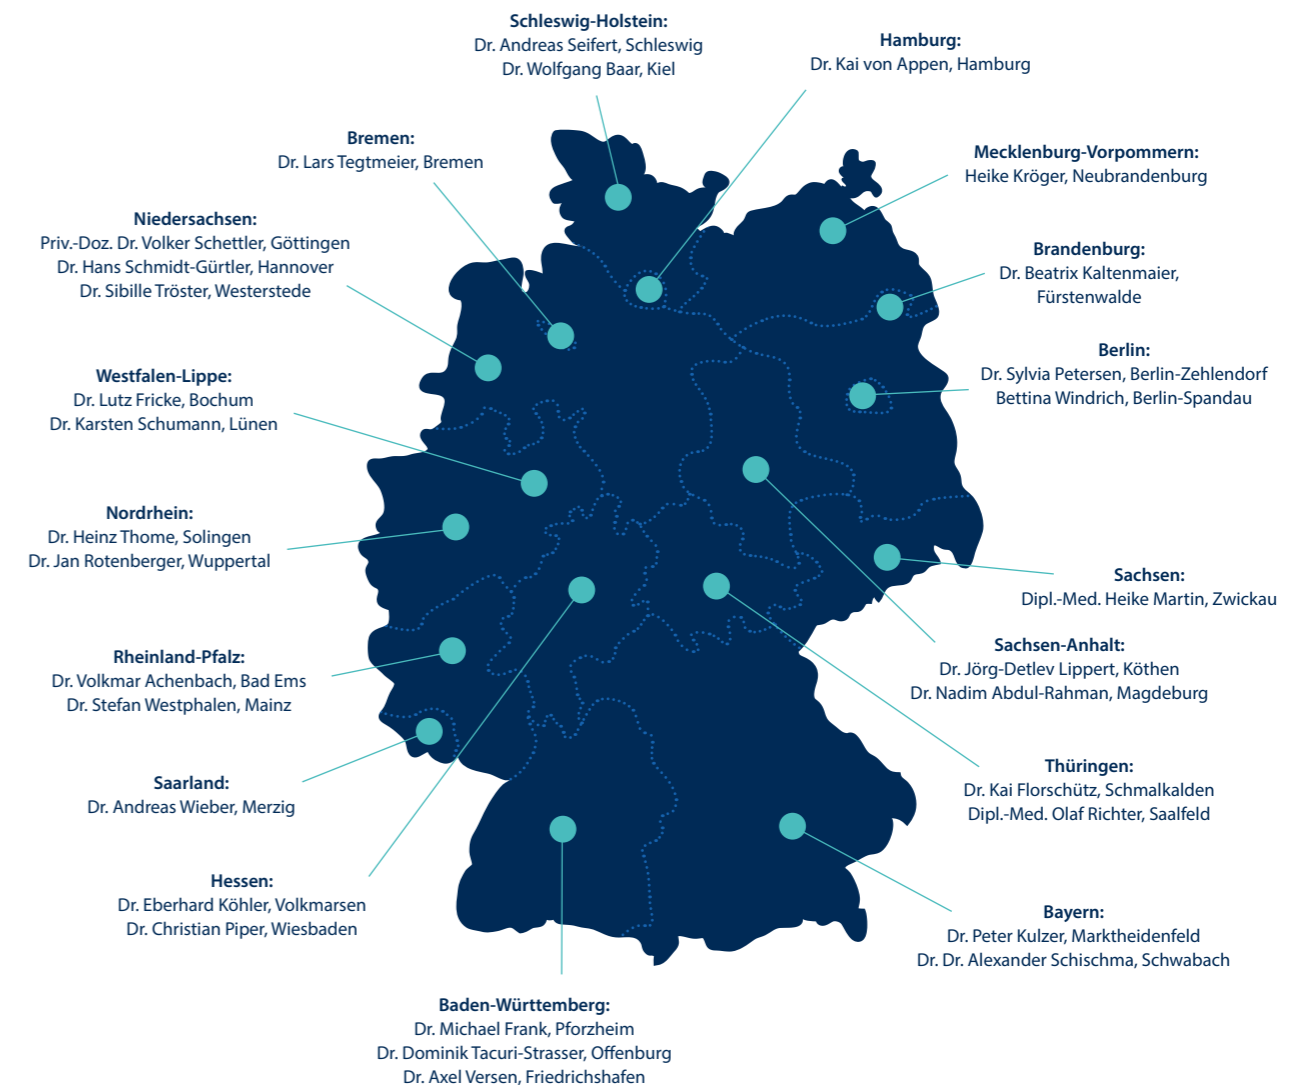 Schleswig-Holstein:
Dr. Andreas Seifert, Schleswig
Dr. Wolfgang Baar, Kiel
Hamburg:
Dr. Kai von Appen, Hamburg
Bremen:
Dr. Lars Tegtmeier, Bremen
Mecklenburg-Vorpommern:
Heike Kröger, Neubrandenburg
Niedersachsen:
Priv.-Doz. Dr. Volker Schettler, Göttingen
Dr. Hans Schmidt-Gürtler, Hannover
Dr. Sibille Tröster, Westerstede
Brandenburg:
Dr. Beatrix Kaltenmaier,
Fürstenwalde
Berlin:
Dr. Sylvia Petersen, Berlin-Zehlendorf
Bettina Windrich, Berlin-Spandau
Westfalen-Lippe:
Dr. Lutz Fricke, Bochum
Dr. Karsten Schumann, Lünen
Nordrhein:
Dr. Heinz Thome, Solingen
Dr. Jan Rotenberger, Wuppertal
Sachsen:
Dipl.-Med. Heike Martin, Zwickau
Sachsen-Anhalt:
Dr. Jörg-Detlev Lippert, Köthen
Dr. Nadim Abdul-Rahman, Magdeburg
Rheinland-Pfalz:
Dr. Volkmar Achenbach, Bad Ems
Dr. Stefan Westphalen, Mainz
Saarland:
Dr. Andreas Wieber, Merzig
Thüringen:
Dr. Kai Florschütz, Schmalkalden
Dipl.-Med. Olaf Richter, Saalfeld
Hessen:
Dr. Eberhard Köhler, Volkmarsen
Dr. Christian Piper, Wiesbaden
Bayern:
Dr. Peter Kulzer, Marktheidenfeld
Dr. Dr. Alexander Schischma, Schwabach
Baden-Württemberg:
Dr. Michael Frank, Pforzheim
Dr. Dominik Tacuri-Strasser, Offenburg
Dr. Axel Versen, Friedrichshafen